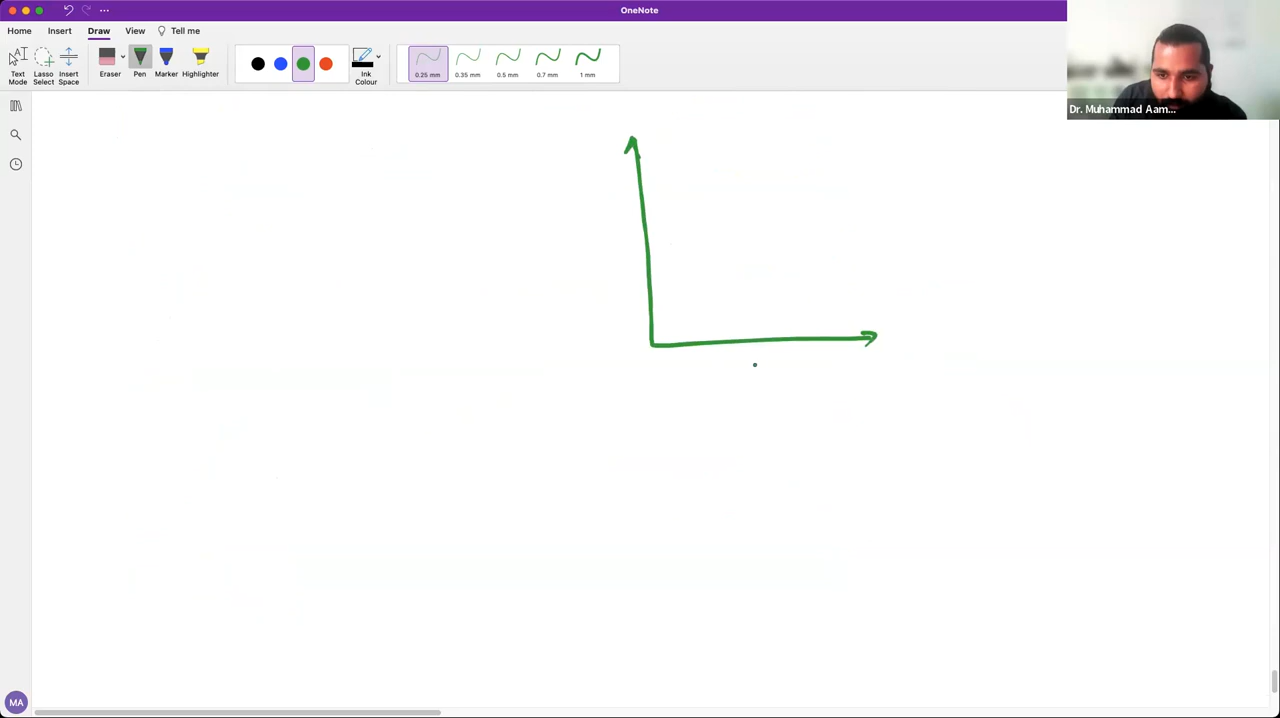 OneNote
Home Insert Draw View Tell me
Text Mode
Lasso Select
Insert Space
Eraser
Pen
Marker
Highlighter
Ink Colour
0.25 mm
0.35 mm
0.5 mm
0.7 mm
1 mm
Dr. Muhammad Aam...
MA